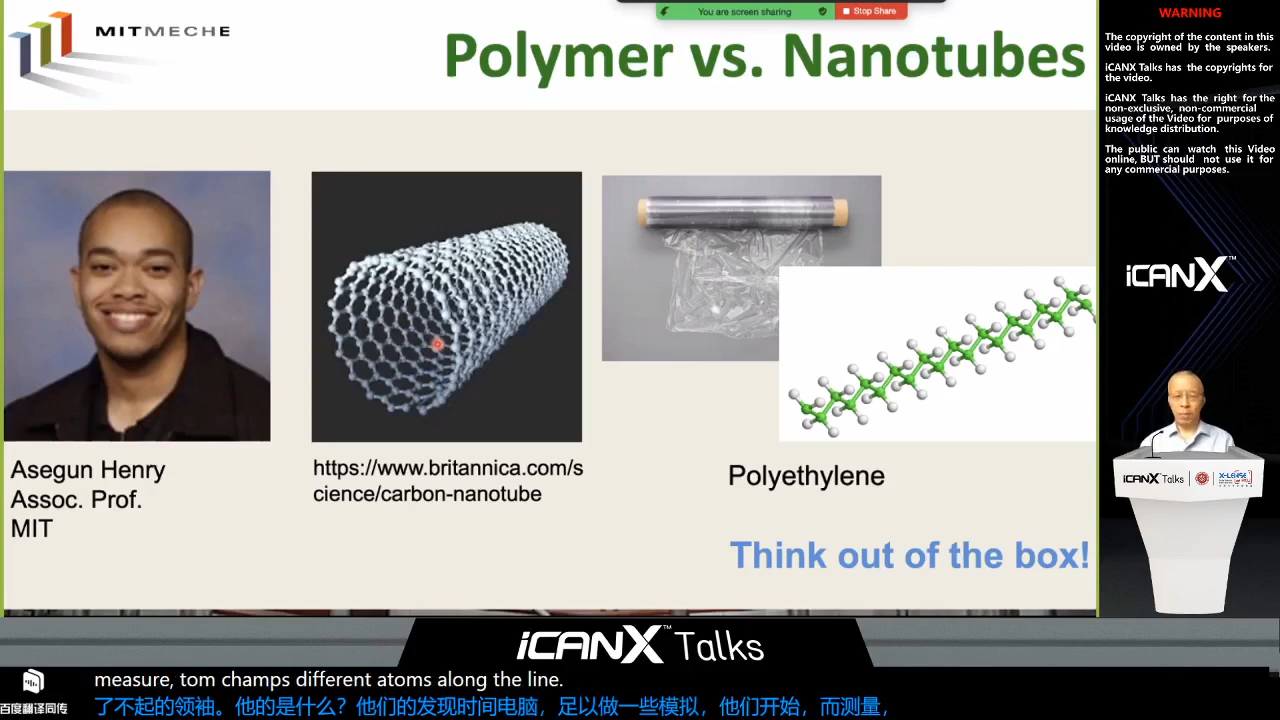 MITMECHE
You are screen sharing
Stop Share
Polymer vs. Nanotubes
Asegun Henry
Assoc. Prof.
MIT
https://www.britannica.com/s
cience/carbon-nanotube
Polyethylene
Think out of the box!
WARNING
The copyright of the content in this
video is owned by the speakers.
iCANX Talks has the copyrights for
the video.
iCANX Talks has the right for the
non-exclusive, non-commercial
usage of the Video for purposes of
knowledge distribution.
The public can watch this Video
online, BUT should not use it for
any commercial purposes.
iCANX™
iCANX Talks
iCANX™ Talks
measure, tom champs different atoms along the line.
百度翻译同传
了不起的领袖。他的是什么？他们的发现时间电脑，足以做一些模拟，他们开始，而测量，